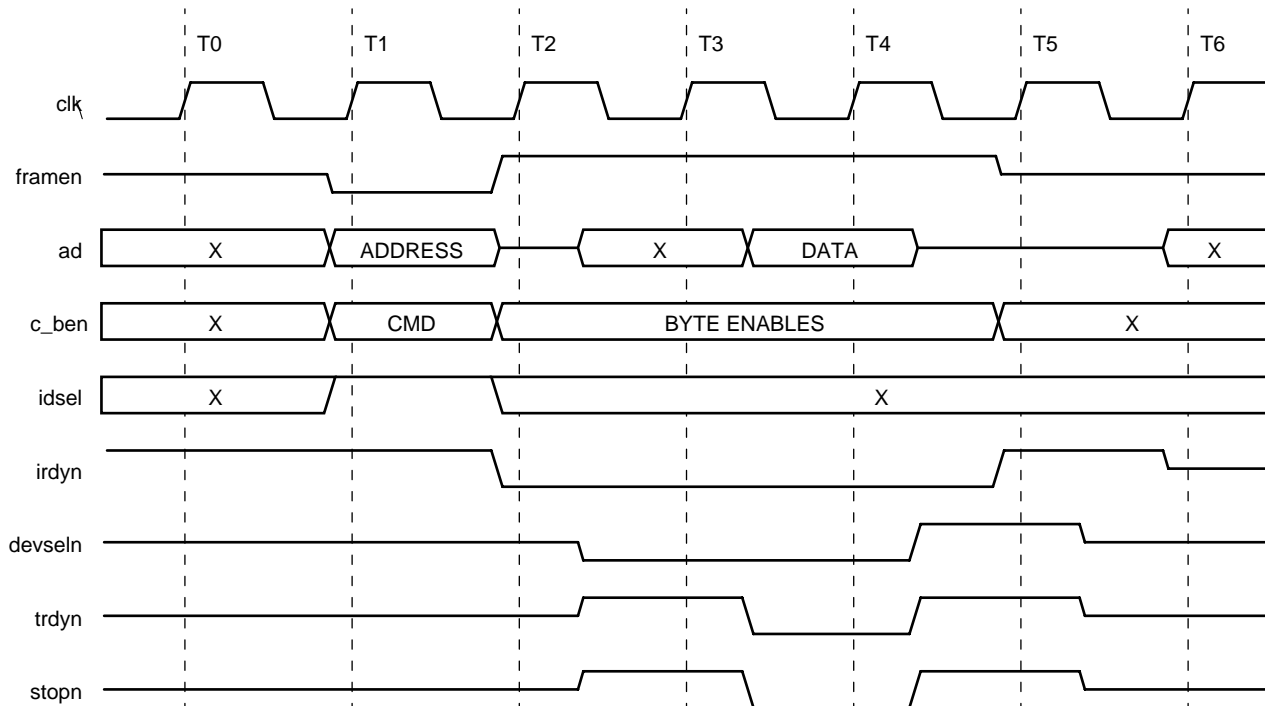 T0 T1 T2 T3 T4 T5 T6
clk
framen
ad X ADDRESS X DATA X
c_ben X CMD BYTE ENABLES X
idsel X X
irdyn
devseln
trdyn
stopn